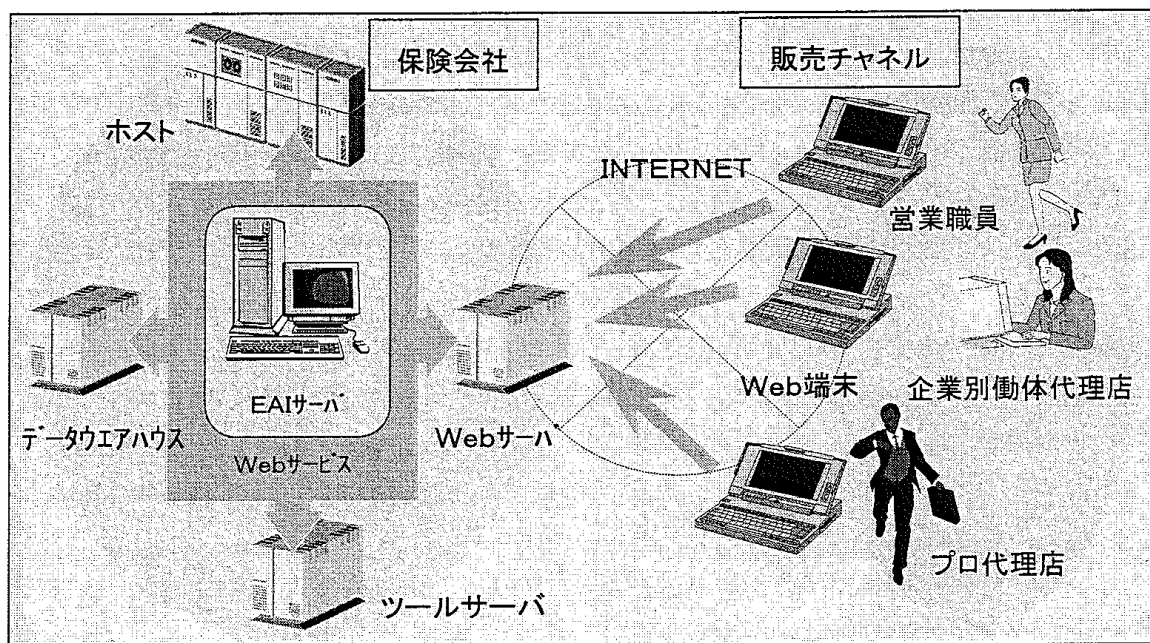 保険会社
販売チャネル
ホスト
INTERNET
営業職員
EAIサーバ
データウエアハウス
Webサーバ
Web端末
企業別働体代理店
Webサービス
プロ代理店
ツールサーバ